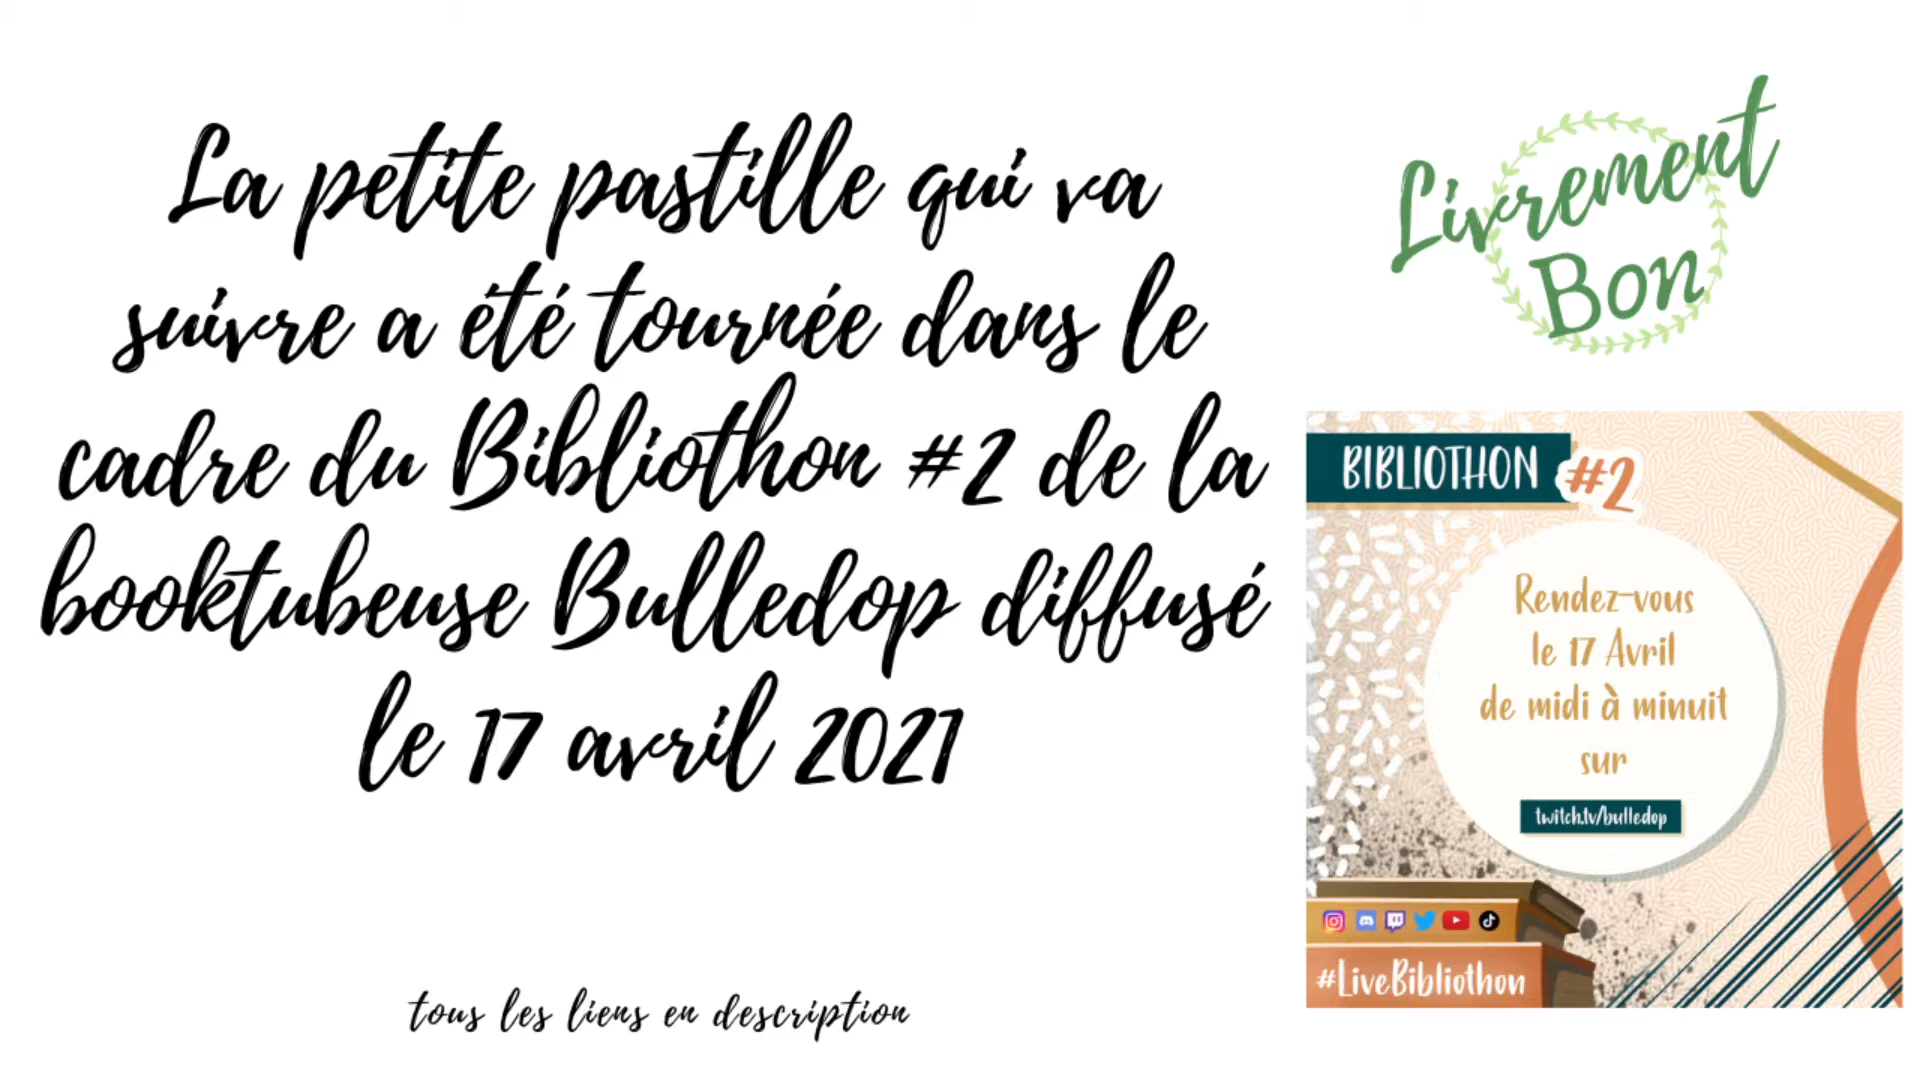 La petite pastille qui va
suivre a été tournée dans le
cadre du Bibliothon #2 de la
booktubeuse Bulledop diffusé
le 17 avril 2021
tous les liens en description
Livrement
Bon
BIBLIOTHON #2
Rendez-vous
le 17 Avril
de midi à minuit
sur
twitch.tv/bulledop
#LiveBibliothon